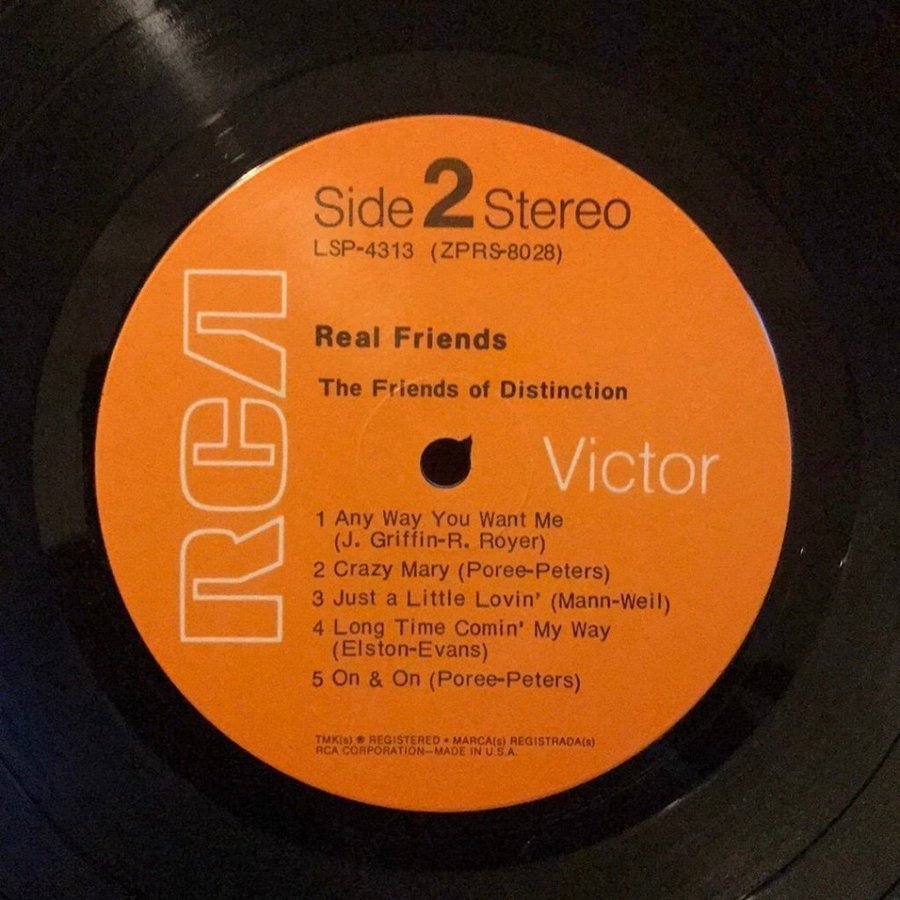 Side 2 Stereo
LSP-4313 (ZPRS-8028)
RCA
Real Friends
The Friends of Distinction
Victor
1 Any Way You Want Me
(J. Griffin-R. Royer)
2 Crazy Mary (Poree-Peters)
3 Just a Little Lovin' (Mann-Weil)
4 Long Time Comin' My Way
(Elston-Evans)
5 On & On (Poree-Peters)
TMK(s) ® REGISTERED • MARCA(s) REGISTRADA(s)
RCA CORPORATION—MADE IN U.S.A.